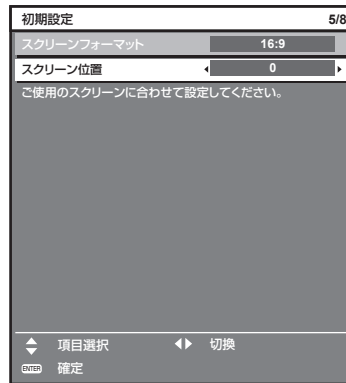 初期設定 5/8
スクリーンフォーマット 16:9
スクリーン位置 0
ご使用のスクリーンに合わせて設定してください。
項目選択 切換
ENTER 確定